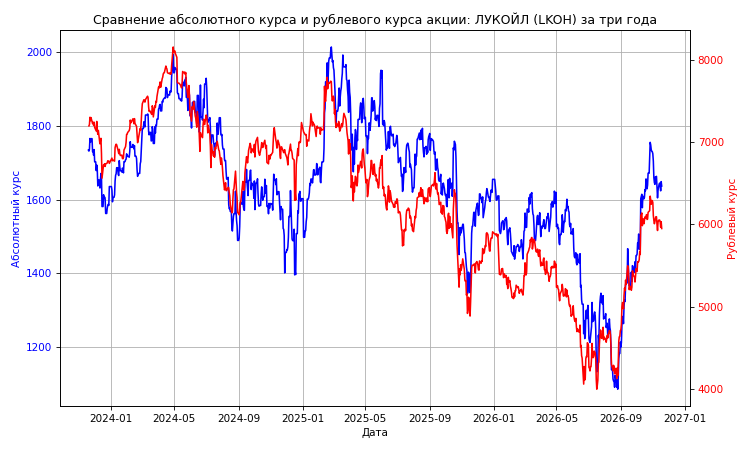 Сравнение абсолютного курса и рублевого курса акции: ЛУКОЙЛ (LKOH) за три года
2000
1800
1600
1400
1200
Абсолютный курс
8000
7000
6000
5000
4000
Рублевый курс
2024-01 2024-05 2024-09 2025-01 2025-05 2025-09 2026-01 2026-05 2026-09 2027-01
Дата